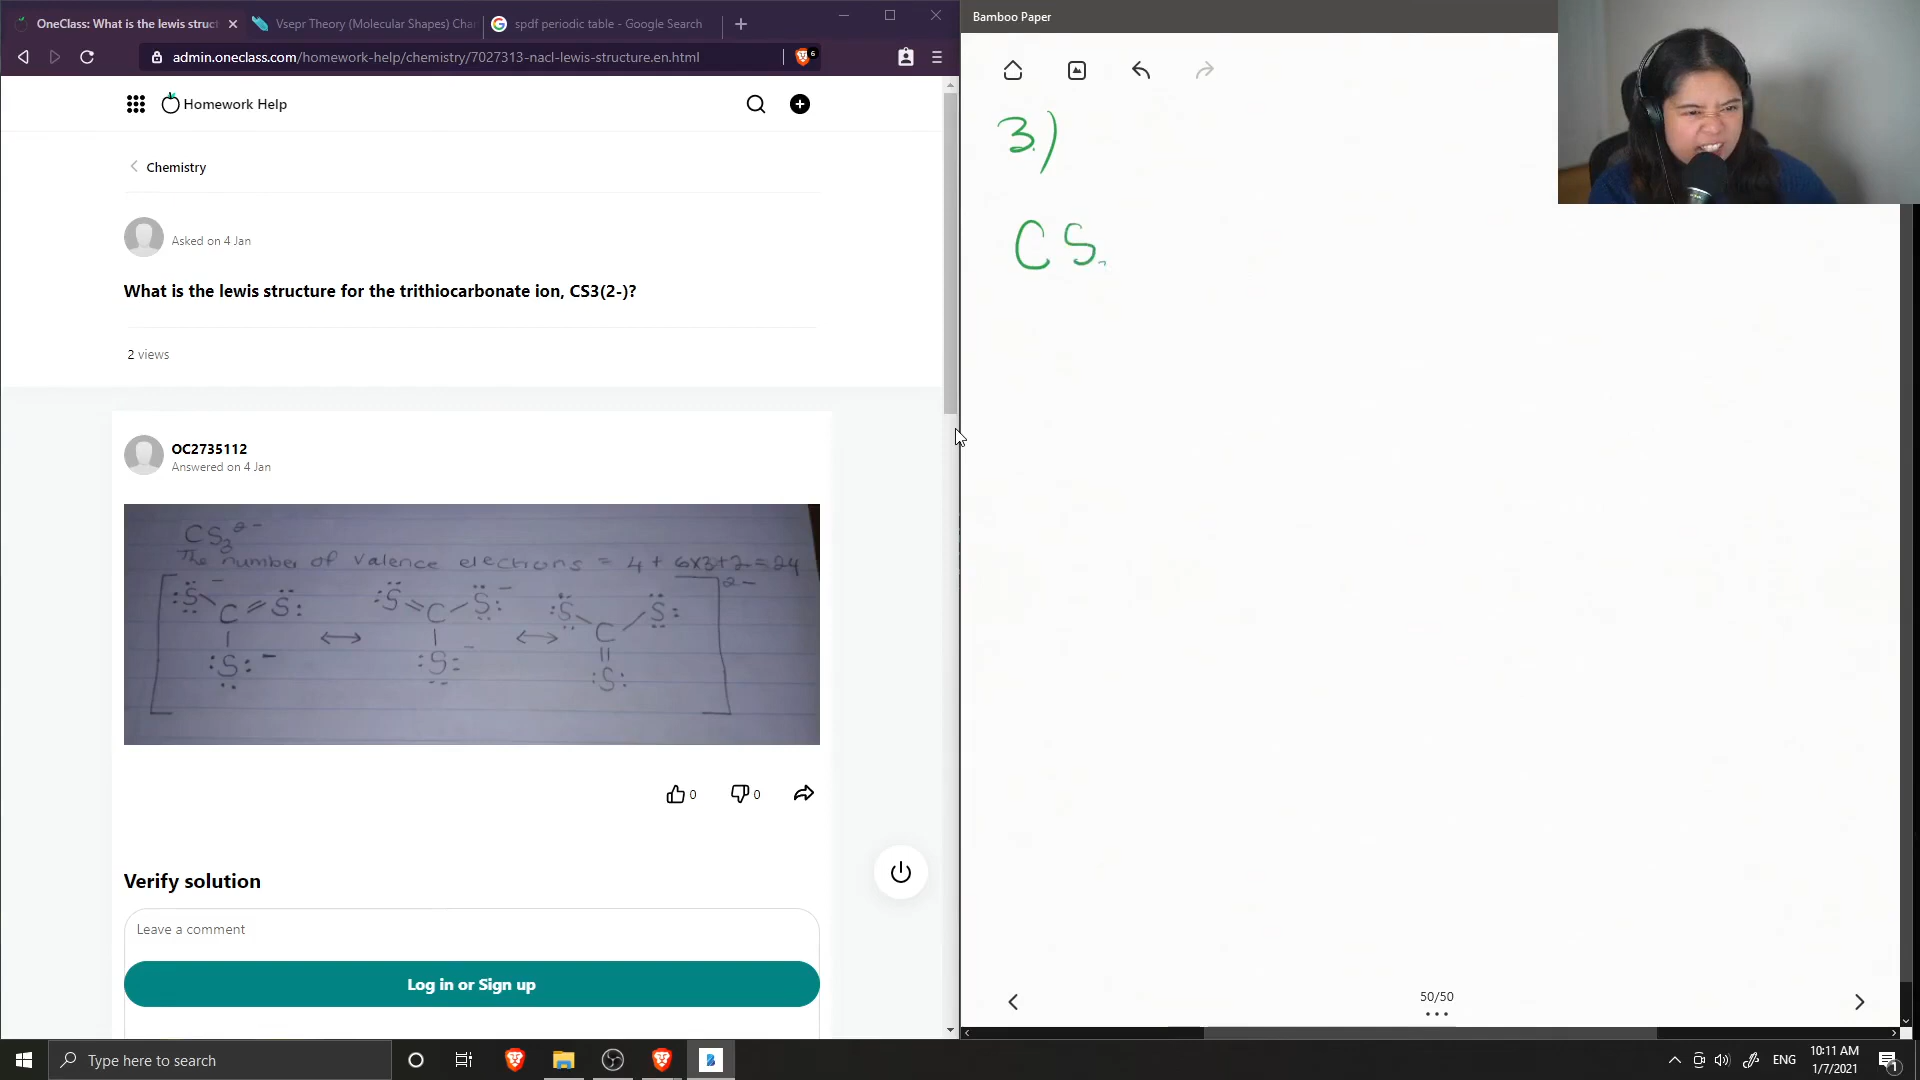 OneClass: What is the lewis struct
Vsepr Theory (Molecular Shapes) Cha
spdf periodic table - Google Search
admin.oneclass.com/homework-help/chemistry/7027313-nacl-lewis-structure.en.html
6
Homework Help
Chemistry
Asked on 4 Jan
What is the lewis structure for the trithiocarbonate ion, CS3(2-)?
2 views
OC2735112
Answered on 4 Jan
CS3 2-
The number of valence elections = 4 + 6x3+2=24
2-
S - C S S C S - S C S
S - S - S
0 0
Verify solution
Leave a comment
Log in or Sign up
Bamboo Paper
3.)
CS
50/50
Type here to search
B
ENG
10:11 AM
1/7/2021
1